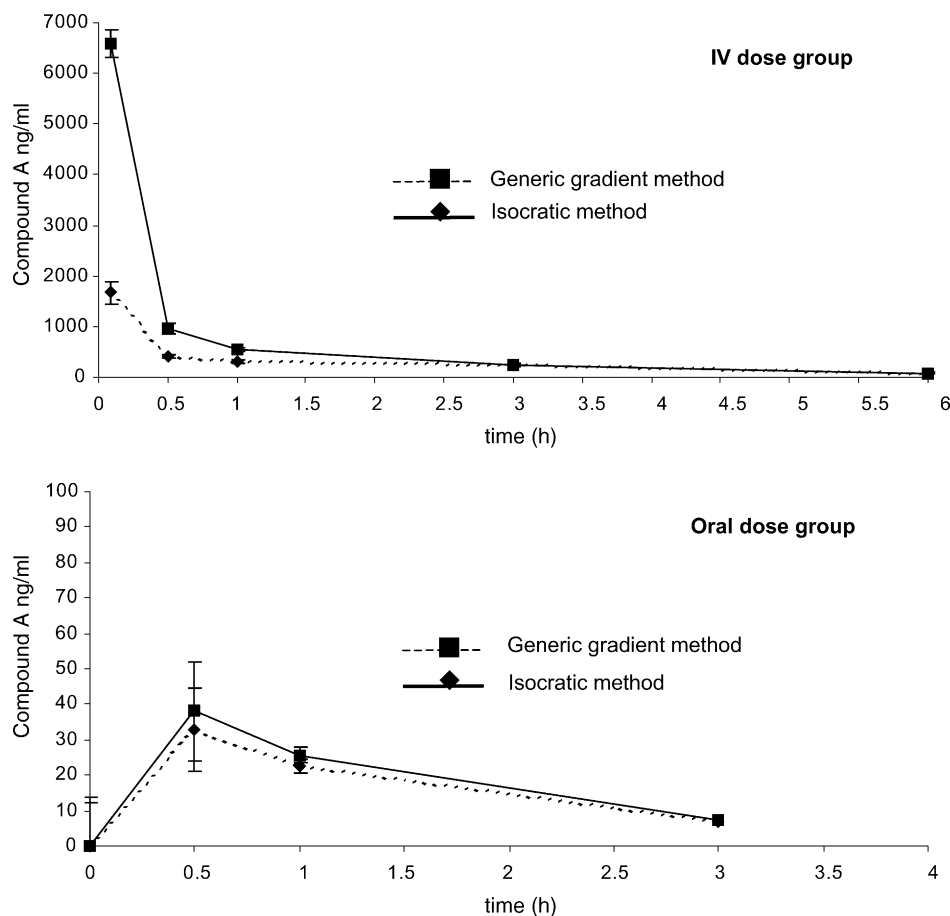 7000
6000
5000
4000
3000
2000
1000
0
Compound A ng/ml
IV dose group
Generic gradient method
Isocratic method
0 0.5 1 1.5 2 2.5 3 3.5 4 4.5 5 5.5 6
time (h)
100
90
80
70
60
50
40
30
20
10
0
Compound A ng/ml
Oral dose group
Generic gradient method
Isocratic method
0 0.5 1 1.5 2 2.5 3 3.5 4
time (h)